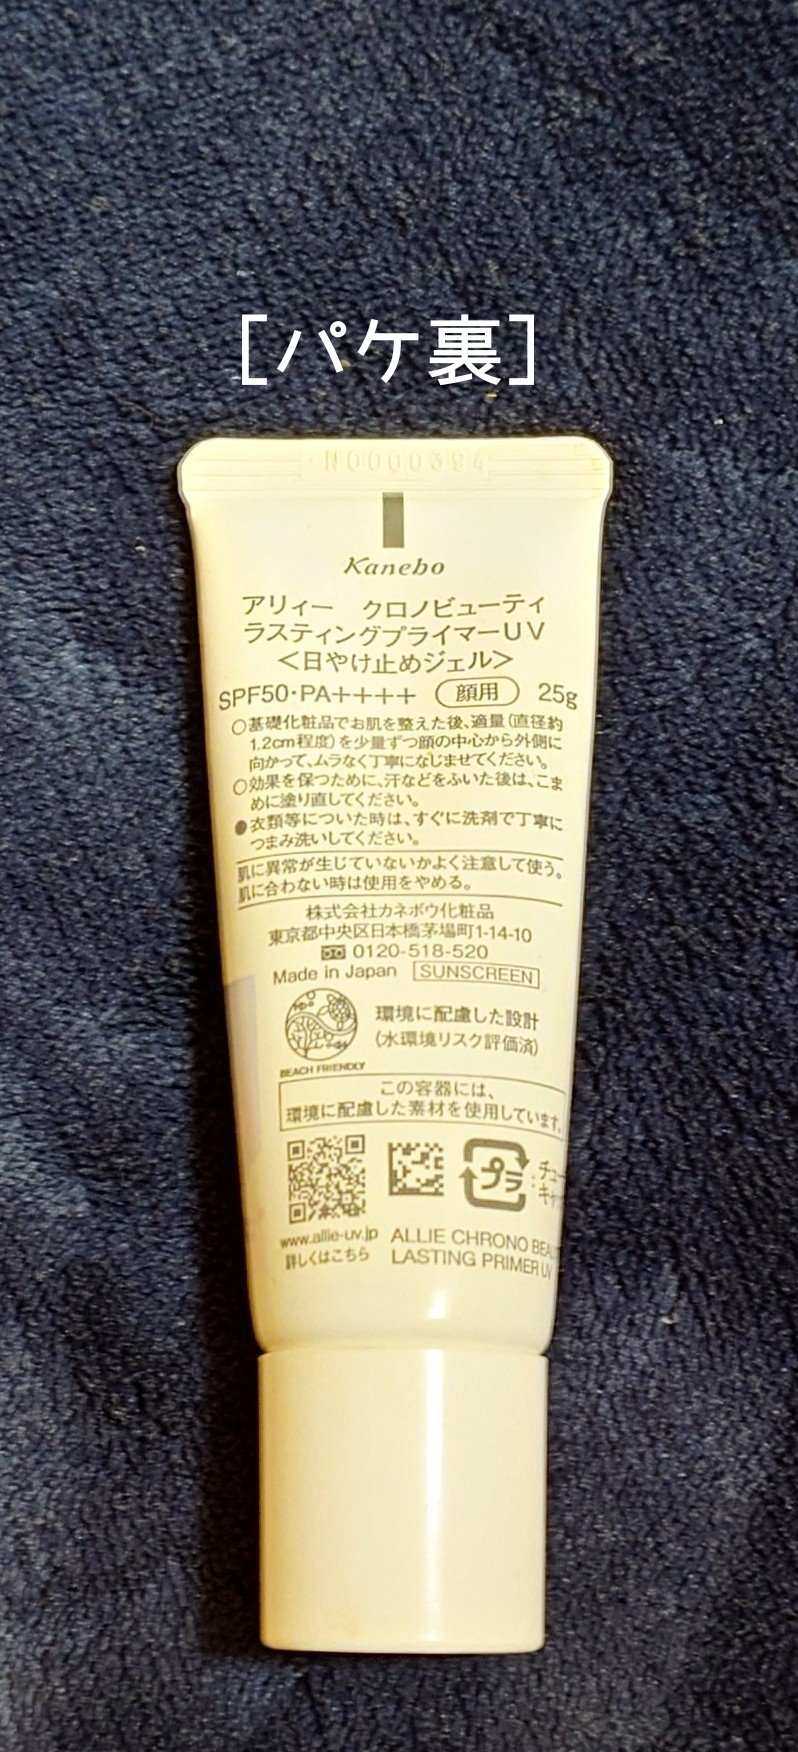 [パケ裏]
N0000394
Kanebo
アリィー クロノビューティ
ラスティングプライマーUV
<日やけ止めジェル>
SPF50・PA++++ 顔用 25g
○基礎化粧品でお肌を整えた後、適量(直径約
1.2cm程度)を少量ずつ顔の中心から外側に
向かって、ムラなく丁寧になじませてください。
○効果を保つために、汗などをふいた後は、こま
めに塗り直してください。
●衣類等についた時は、すぐに洗剤で丁寧に
つまみ洗いしてください。
肌に異常が生じていないかよく注意して使う。
肌に合わない時は使用をやめる。
株式会社カネボウ化粧品
東京都中央区日本橋茅場町1-14-10
0120-518-520
Made in Japan SUNSCREEN
環境に配慮した設計
(水環境リスク評価済)
BEACH FRIENDLY
この容器には、
環境に配慮した素材を使用しています。
プラ
チュー
キャ
www.allie-uv.jp
詳しくはこちら
ALLIE CHRONO BEAU
LASTING PRIMER UV